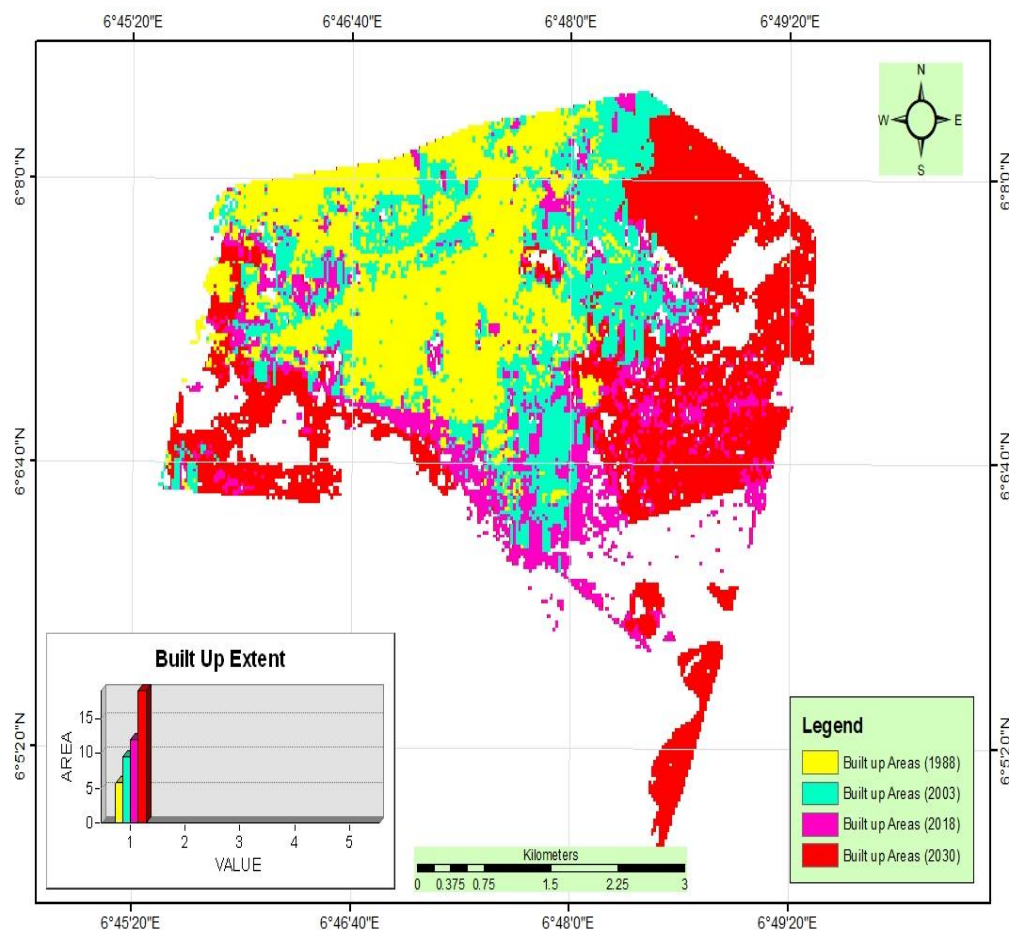 6°45'20"E 6°46'40"E 6°48'0"E 6°49'20"E
N
W E
S
6°8'0"N 6°8'0"N
6°6'40"N 6°6'40"N
6°5'20"N 6°5'20"N
Built Up Extent
AREA
15
10
5
0
1 2 3 4 5
VALUE
Kilometers
0 0.375 0.75 1.5 2.25 3
Legend
Built up Areas (1988)
Built up Areas (2003)
Built up Areas (2018)
Built up Areas (2030)
6°45'20"E 6°46'40"E 6°48'0"E 6°49'20"E